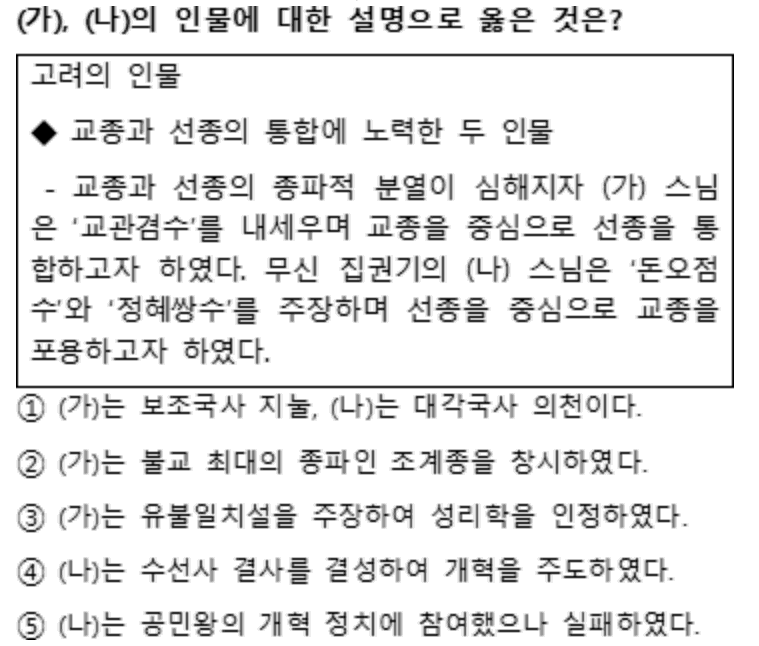 (가), (나)의 인물에 대한 설명으로 옳은 것은?
고려의 인물
◆ 교종과 선종의 통합에 노력한 두 인물
- 교종과 선종의 종파적 분열이 심해지자 (가) 스님
은 '교관겸수'를 내세우며 교종을 중심으로 선종을 통
합하고자 하였다. 무신 집권기의 (나) 스님은 '돈오점
수'와 '정혜쌍수'를 주장하며 선종을 중심으로 교종을
포용하고자 하였다.
① (가)는 보조국사 지눌, (나)는 대각국사 의천이다.
② (가)는 불교 최대의 종파인 조계종을 창시하였다.
③ (가)는 유불일치설을 주장하여 성리학을 인정하였다.
④ (나)는 수선사 결사를 결성하여 개혁을 주도하였다.
⑤ (나)는 공민왕의 개혁 정치에 참여했으나 실패하였다.